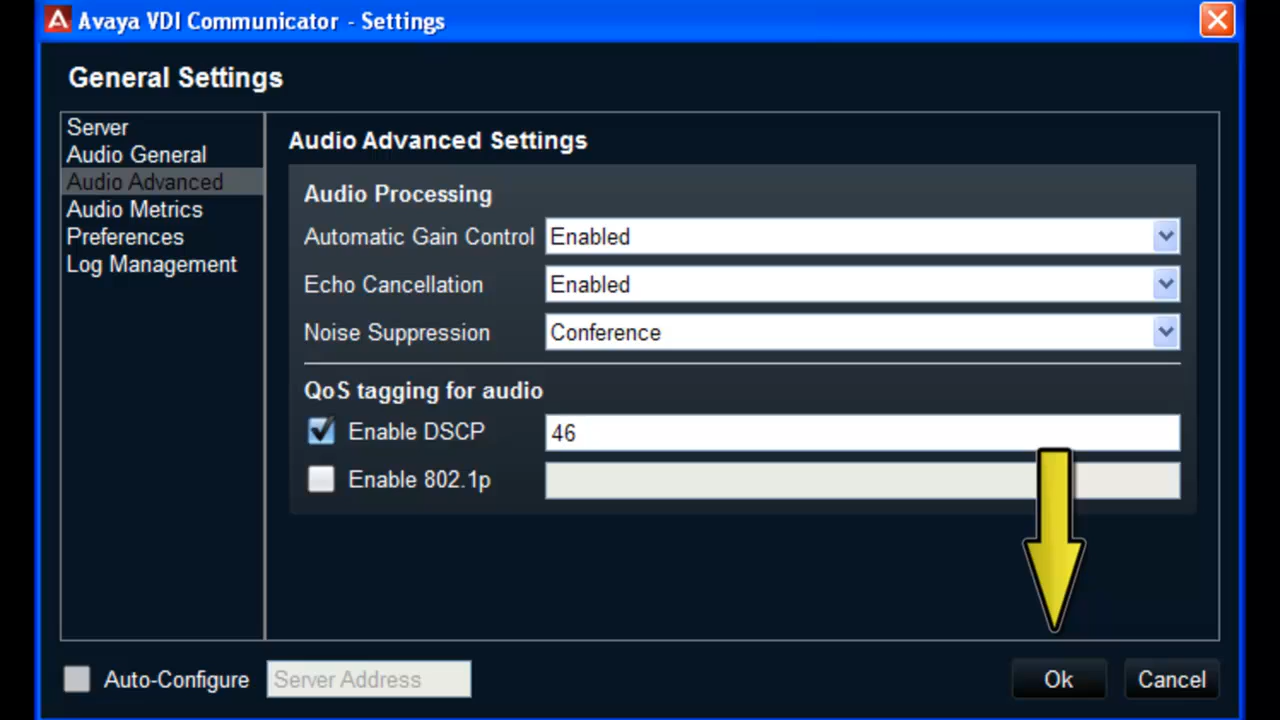 Avaya VDI Communicator - Settings
General Settings
Server
Audio General
Audio Advanced
Audio Metrics
Preferences
Log Management
Audio Advanced Settings
Audio Processing
Automatic Gain Control Enabled
Echo Cancellation Enabled
Noise Suppression Conference
QoS tagging for audio
Enable DSCP 46
Enable 802.1p
Auto-Configure Server Address Ok Cancel